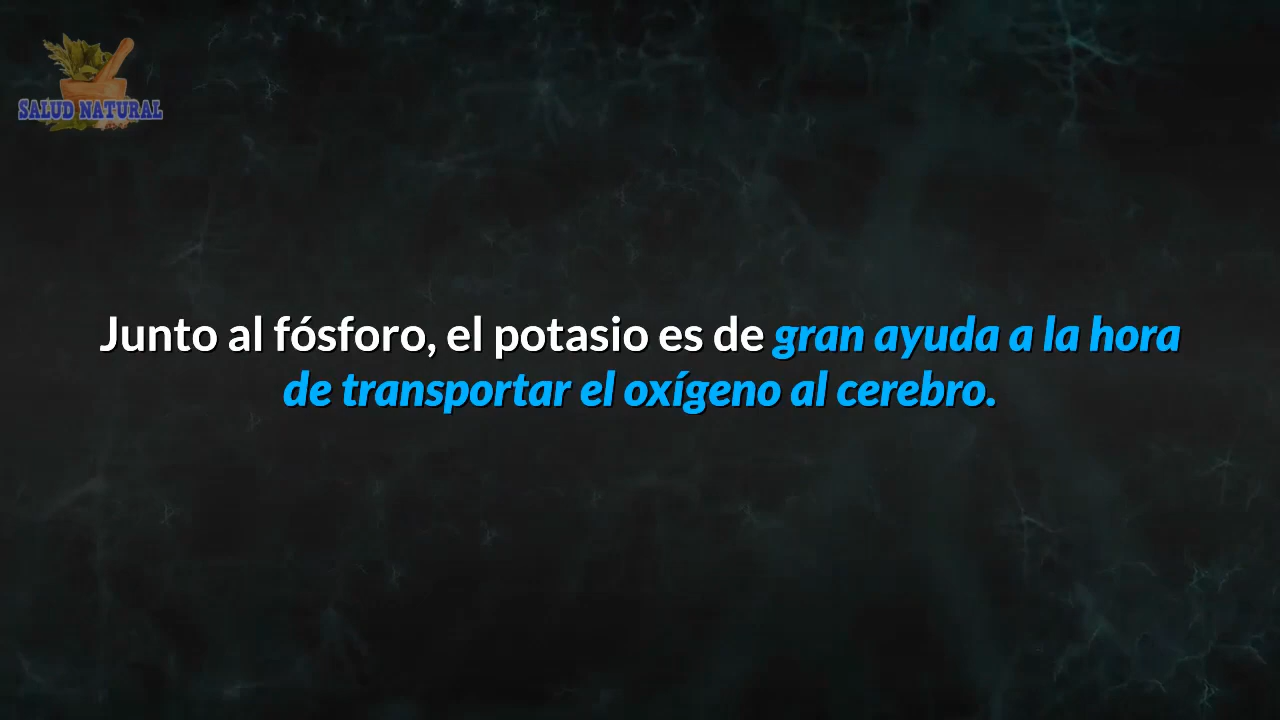 SALUD NATURAL
Junto al fósforo, el potasio es de gran ayuda a la hora
de transportar el oxígeno al cerebro.